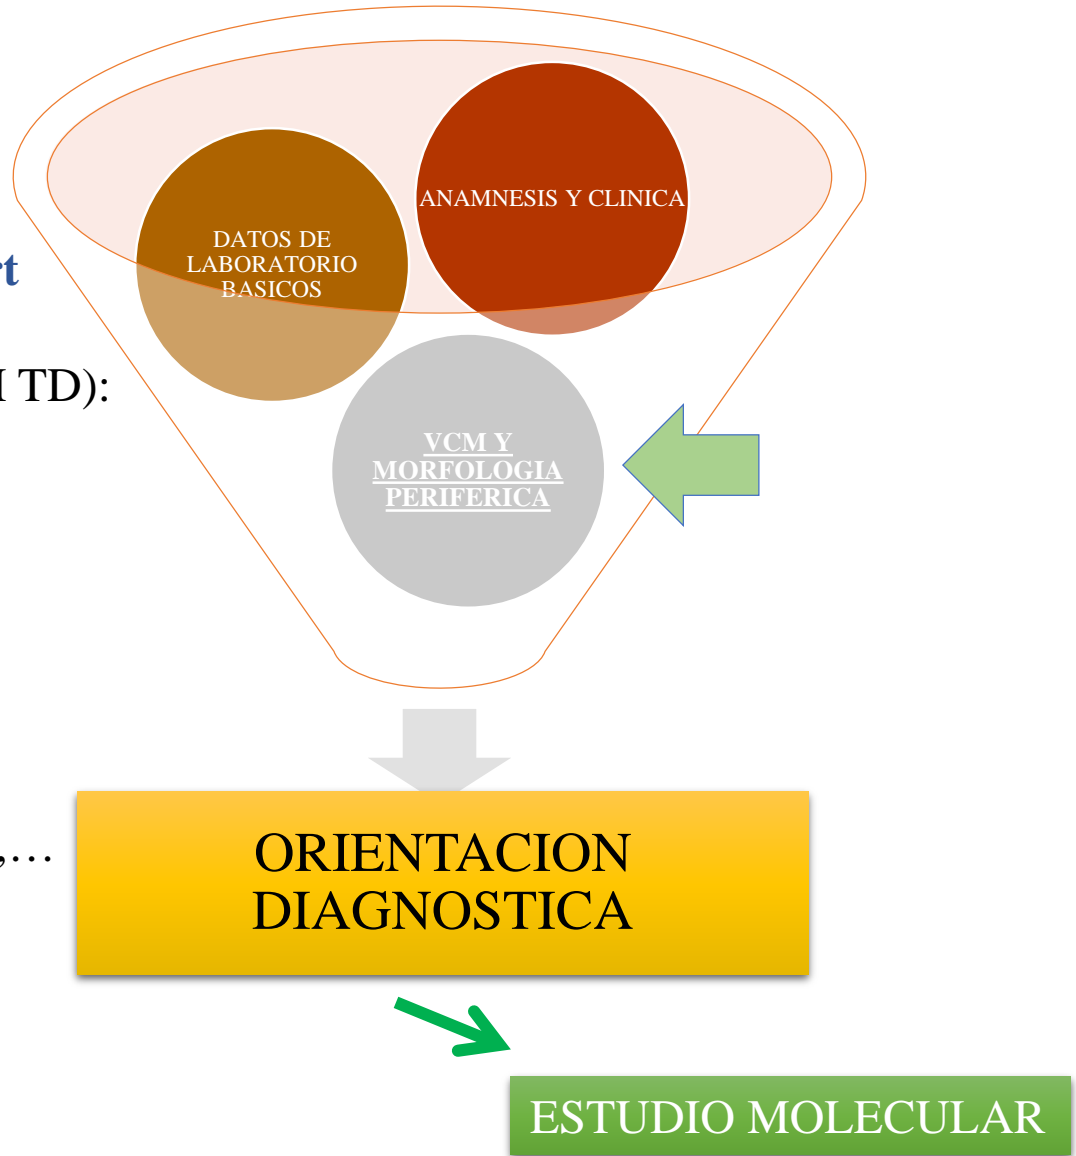 ANAMNESIS Y CLINICA
DATOS DE
LABORATORIO
BASICOS
TD):
VCM Y
MORFOLOGIA
PERIFERICA
,…
ORIENTACION
DIAGNOSTICA
ESTUDIO MOLECULAR